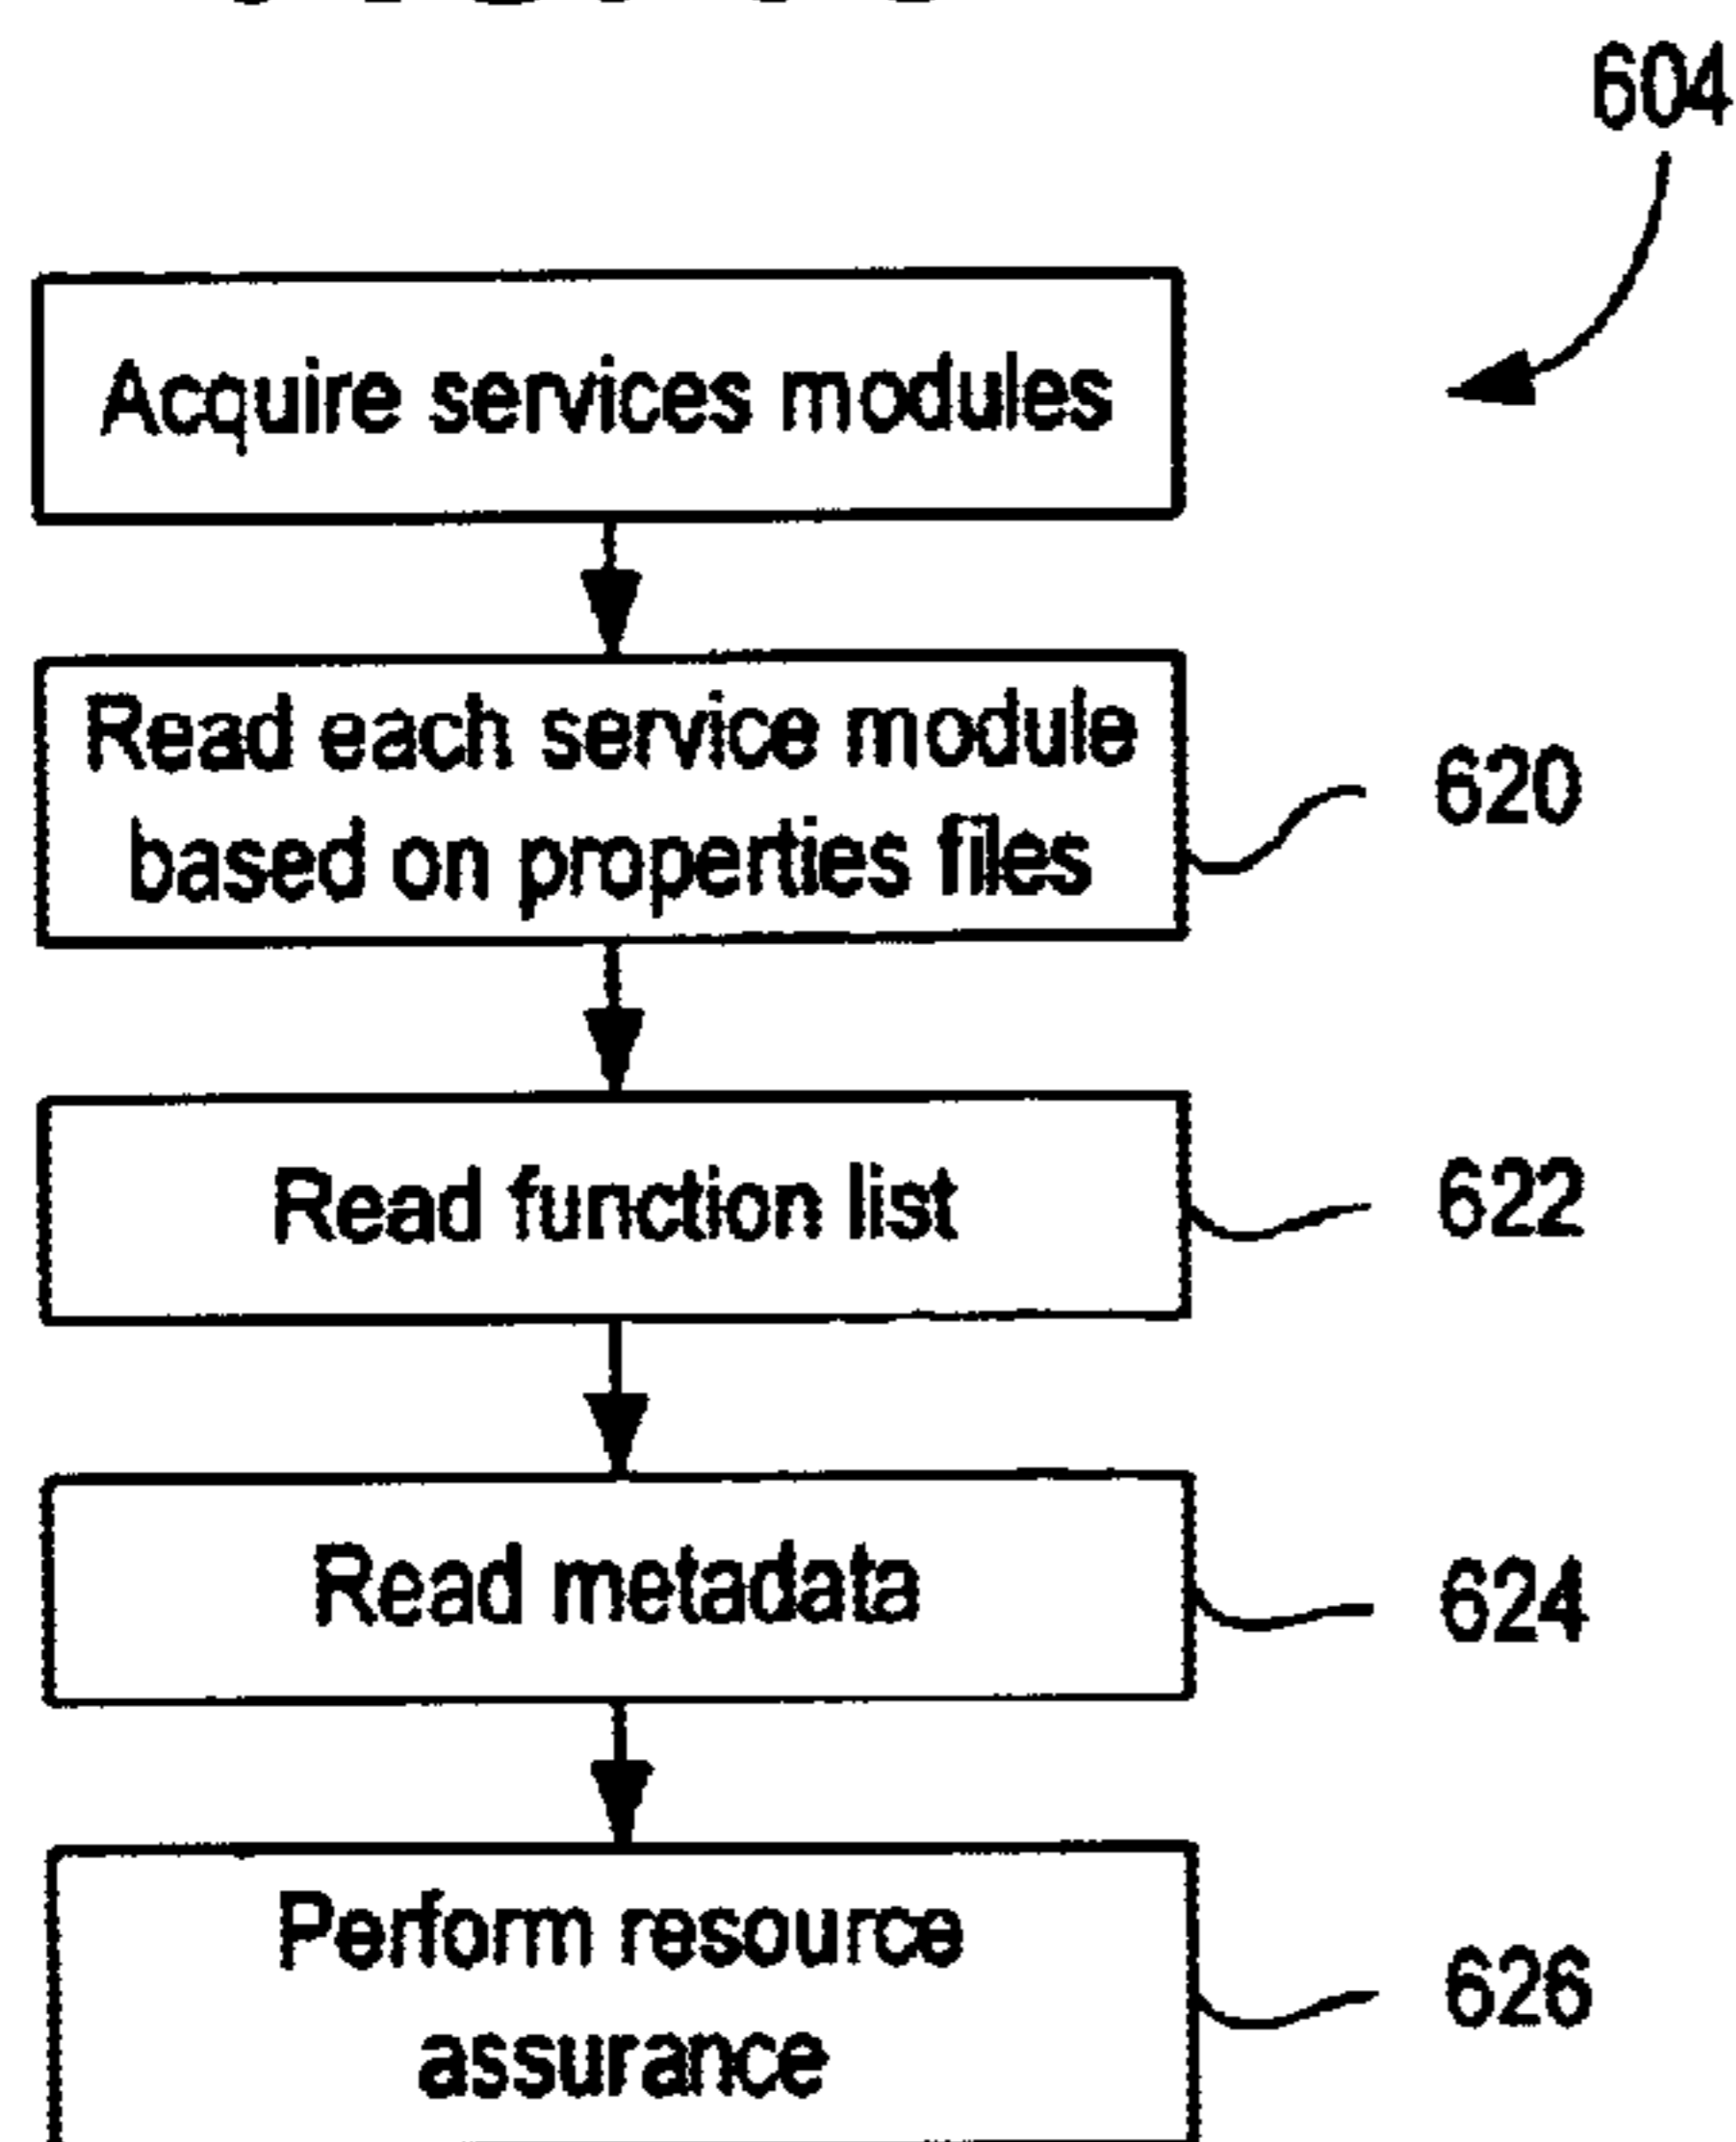 604
Acquire services modules
Read each service module
based on properties files
620
Read function list
622
Read metadata
624
Perform resource
assurance
626